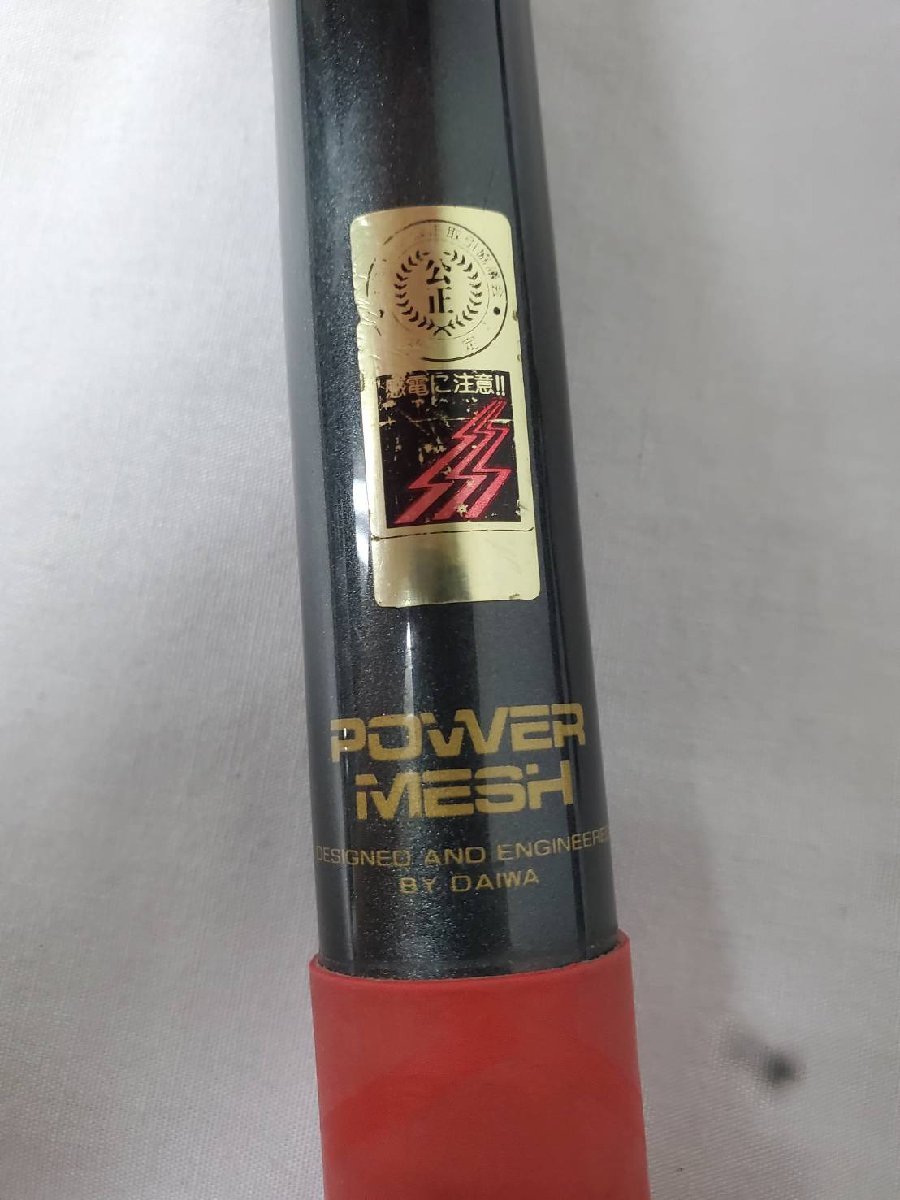 公正
感電に注意!!
POWER
MESH
DESIGNED AND ENGINEERED
BY DAIWA